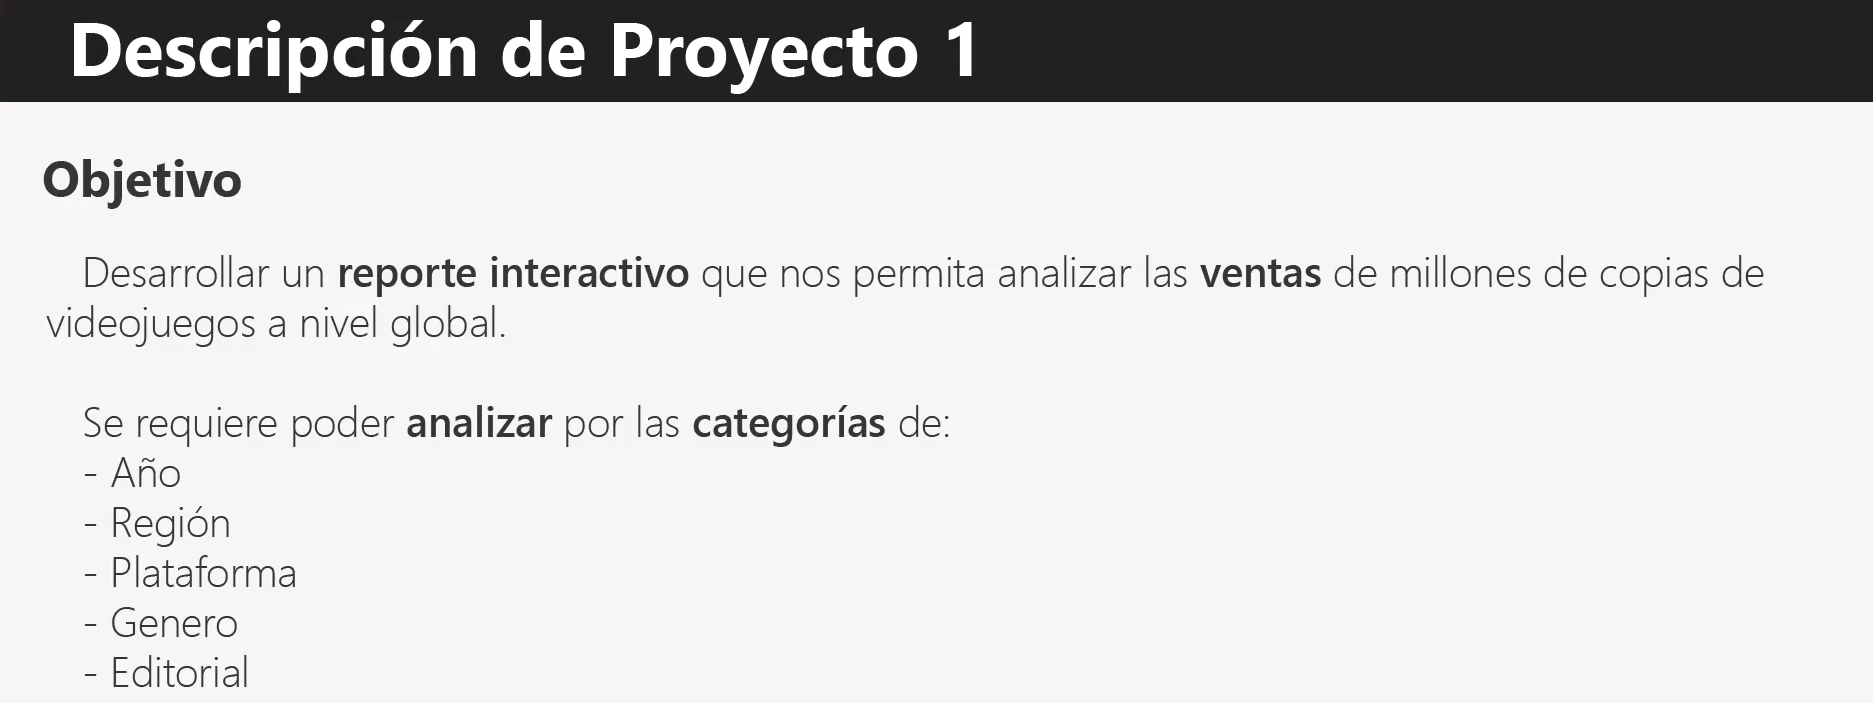 Descripción de Proyecto 1
Objetivo
Desarrollar un reporte interactivo que nos permita analizar las ventas de millones de copias de
videojuegos a nivel global.
Se requiere poder analizar por las categorías de:
- Año
- Región
- Plataforma
- Genero
- Editorial